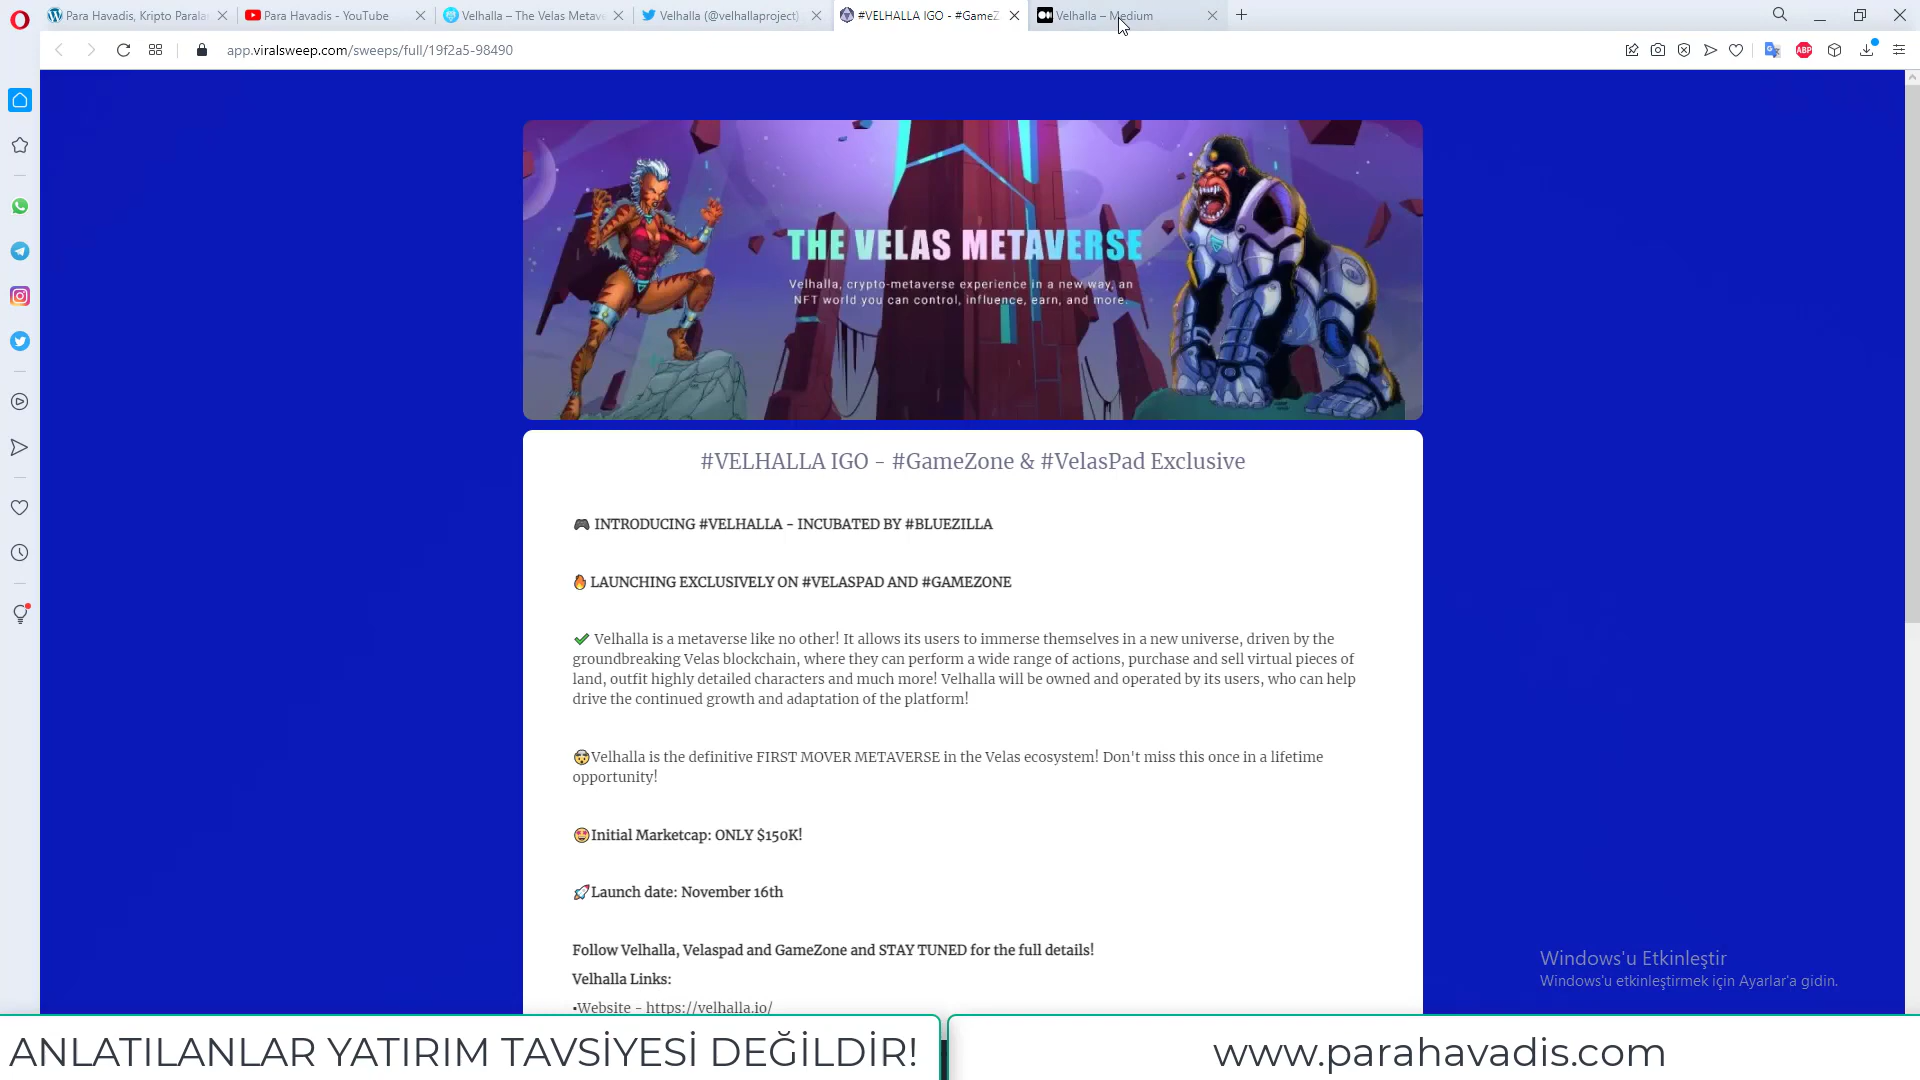 Para Havadis, Kripto Parala
Para Havadis - YouTube
Velhalla – The Velas Metave
Velhalla (@velhallaproject)
#VELHALLA IGO - #GameZ
Velhalla – Medium
app.viralsweep.com/sweeps/full/19f2a5-98490
ABP
THE VELAS METAVERSE
Velhalla, crypto-metaverse experience in a new way, an
NFT world you can control, influence, earn, and more.
#VELHALLA IGO - #GameZone & #VelasPad Exclusive
🎮 INTRODUCING #VELHALLA - INCUBATED BY #BLUEZILLA
🔥 LAUNCHING EXCLUSIVELY ON #VELASPAD AND #GAMEZONE
✔ Velhalla is a metaverse like no other! It allows its users to immerse themselves in a new universe, driven by the
groundbreaking Velas blockchain, where they can perform a wide range of actions, purchase and sell virtual pieces of
land, outfit highly detailed characters and much more! Velhalla will be owned and operated by its users, who can help
drive the continued growth and adaptation of the platform!
🤯Velhalla is the definitive FIRST MOVER METAVERSE in the Velas ecosystem! Don't miss this once in a lifetime
opportunity!
🤩Initial Marketcap: ONLY $150K!
🚀Launch date: November 16th
Follow Velhalla, Velaspad and GameZone and STAY TUNED for the full details!
Velhalla Links:
▪Website - https://velhalla.io/
Windows'u Etkinleştir
Windows'u etkinleştirmek için Ayarlar'a gidin.
ANLATILANLAR YATIRIM TAVSİYESİ DEĞİLDİR!
www.parahavadis.com